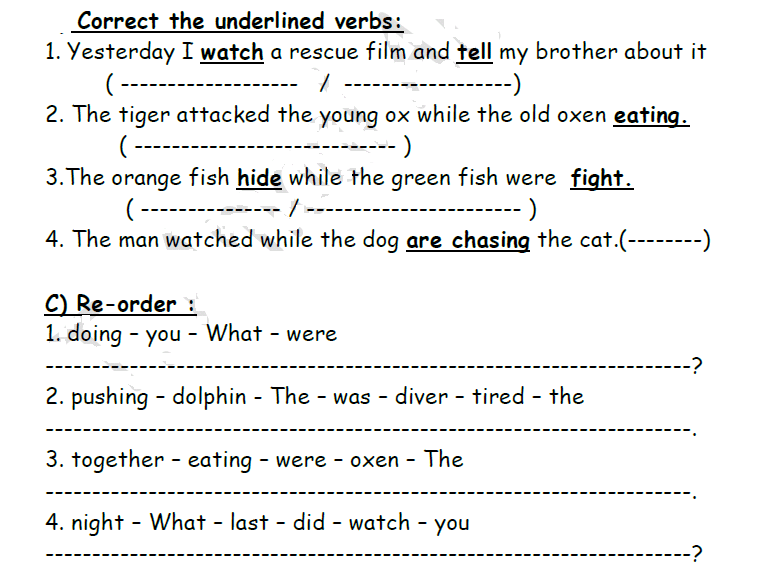 Correct the underlined verbs:
1. Yesterday I watch a rescue film and tell my brother about it
( ------------------- / ------------------)
2. The tiger attacked the young ox while the old oxen eating.
( ---------------------------- )
3.The orange fish hide while the green fish were fight.
( --------------- / ----------------------- )
4. The man watched while the dog are chasing the cat.(--------)
C) Re-order :
1. doing – you – What – were
----------------------------------------------------------------------?
2. pushing – dolphin - The – was – diver – tired – the
----------------------------------------------------------------------.
3. together – eating – were – oxen – The
----------------------------------------------------------------------.
4. night – What – last – did – watch – you
----------------------------------------------------------------------?